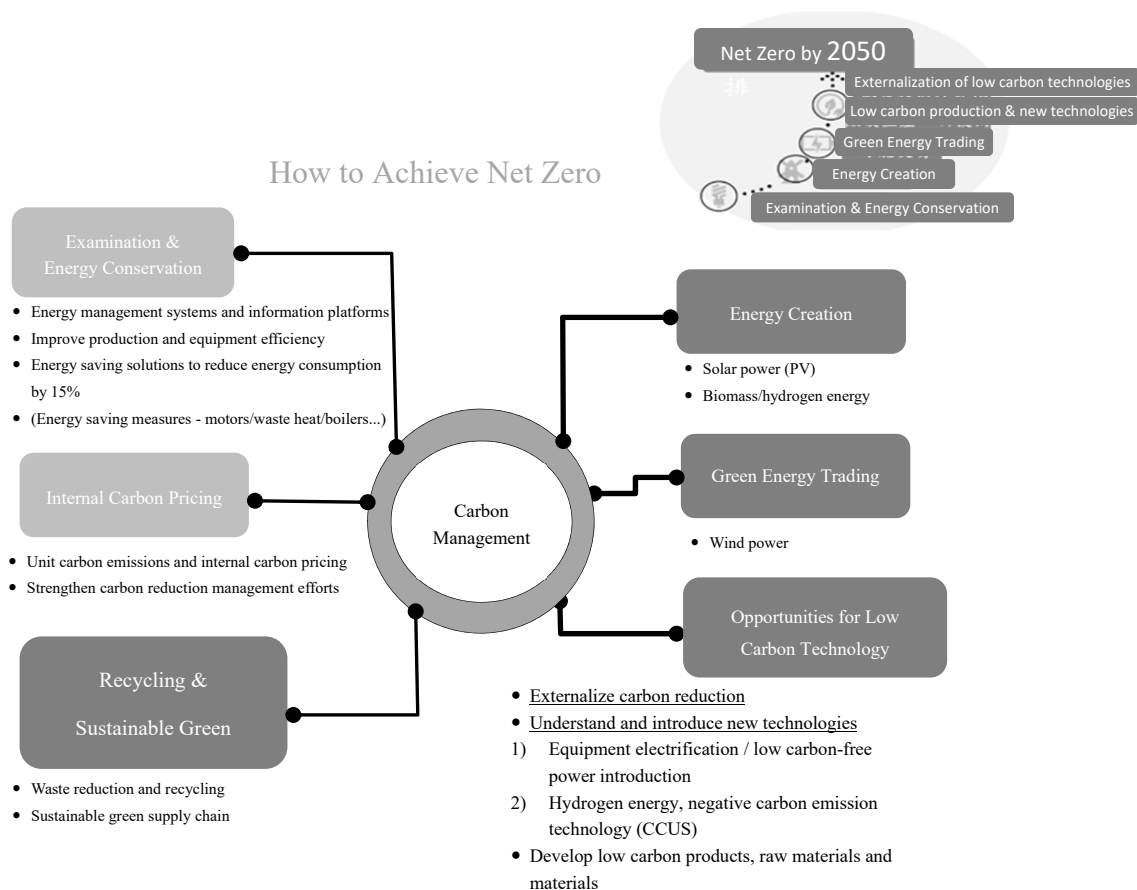 Net Zero by 2050
排
Externalization of low carbon technologies
Low carbon production & new technologies
Green Energy Trading
Energy Creation
Examination & Energy Conservation
How to Achieve Net Zero
Examination &
Energy Conservation
• Energy management systems and information platforms
• Improve production and equipment efficiency
• Energy saving solutions to reduce energy consumption
by 15%
• (Energy saving measures - motors/waste heat/boilers...)
Internal Carbon Pricing
• Unit carbon emissions and internal carbon pricing
• Strengthen carbon reduction management efforts
Recycling &
Sustainable Green
• Waste reduction and recycling
• Sustainable green supply chain
Carbon
Management
Energy Creation
• Solar power (PV)
• Biomass/hydrogen energy
Green Energy Trading
• Wind power
Opportunities for Low
Carbon Technology
• Externalize carbon reduction
• Understand and introduce new technologies
1) Equipment electrification / low carbon-free
power introduction
2) Hydrogen energy, negative carbon emission
technology (CCUS)
• Develop low carbon products, raw materials and
materials